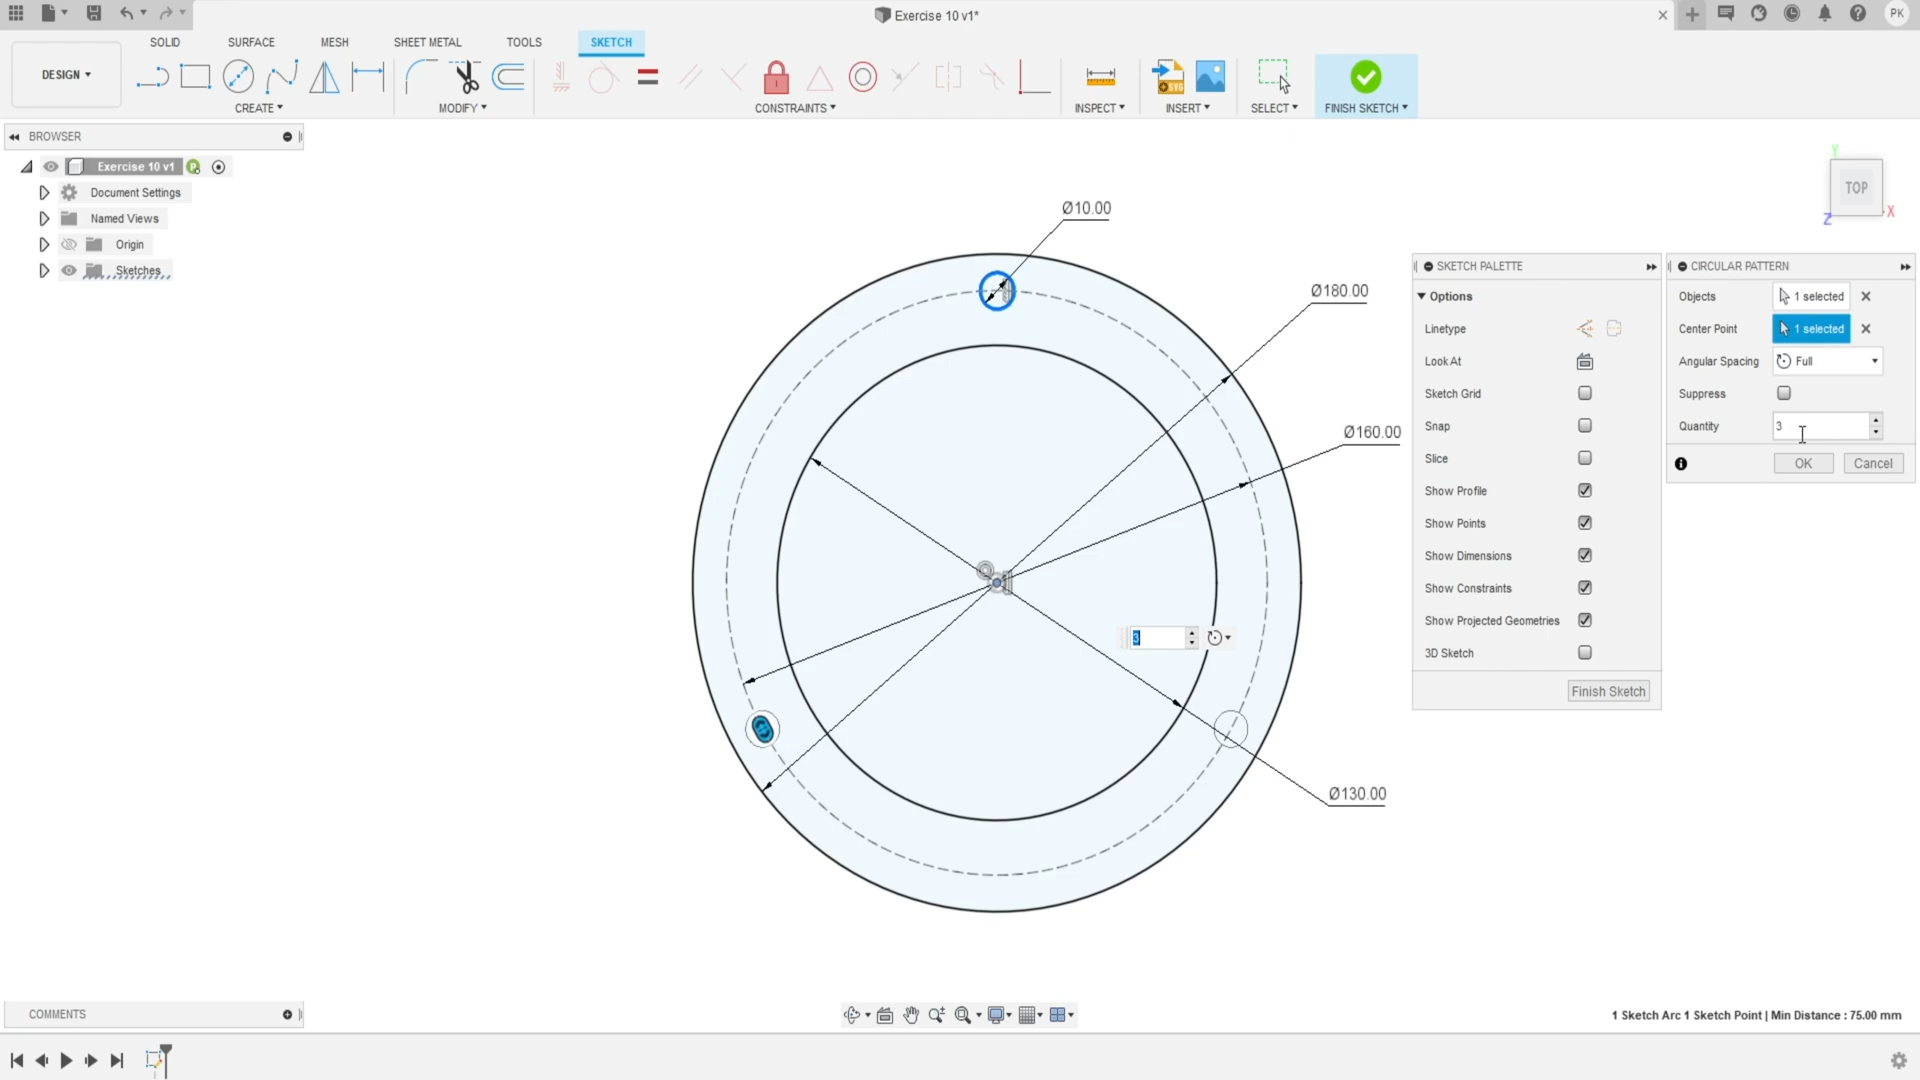 Exercise 10 v1*
PK
SOLID
SURFACE
MESH
SHEET METAL
TOOLS
SKETCH
DESIGN
CREATE
MODIFY
CONSTRAINTS
INSPECT
INSERT
SELECT
FINISH SKETCH
SVG
BROWSER
Exercise 10 v1
Document Settings
Named Views
Origin
Sketches
Y
TOP
X
Z
Ø10.00
Ø180.00
Ø160.00
Ø130.00
3
SKETCH PALETTE
Options
Linetype
Look At
Sketch Grid
Snap
Slice
Show Profile
Show Points
Show Dimensions
Show Constraints
Show Projected Geometries
3D Sketch
Finish Sketch
CIRCULAR PATTERN
Objects 1 selected
Center Point 1 selected
Angular Spacing Full
Suppress
Quantity 3
OK Cancel
COMMENTS
1 Sketch Arc 1 Sketch Point | Min Distance : 75.00 mm